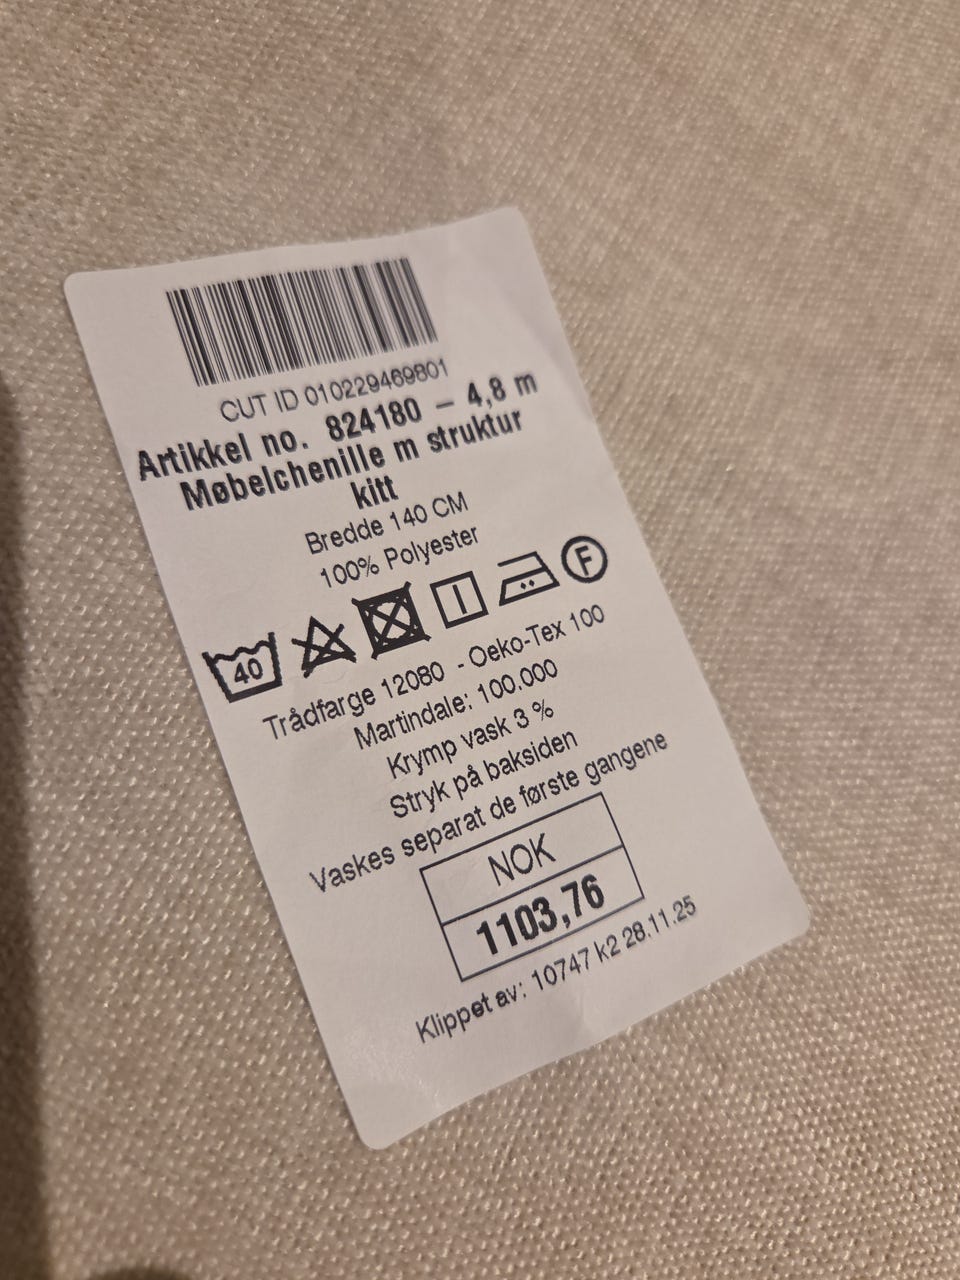 CUT ID 010229469801
Artikkel no. 824180 – 4,8 m
Møbelchenille m struktur
kitt
Bredde 140 CM
100% Polyester
40 F
Trådfarge 12080 - Oeko-Tex 100
Martindale: 100.000
Krymp vask 3 %
Stryk på baksiden
Vaskes separat de første gangene
NOK
1103,76
Klippet av: 10747 k2 28.11.25